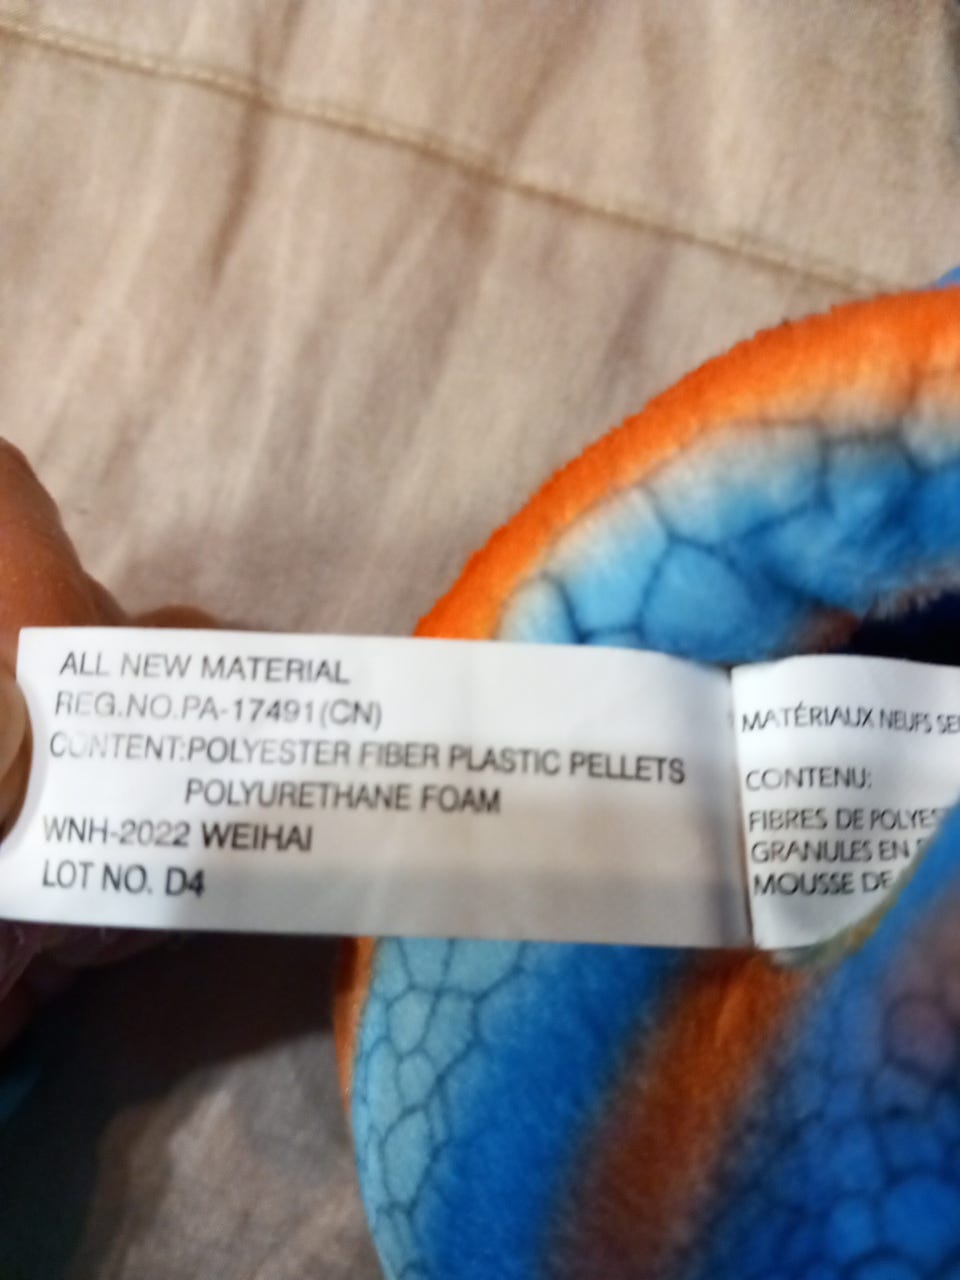 ALL NEW MATERIAL
REG.NO.PA-17491(CN)
CONTENT:POLYESTER FIBER PLASTIC PELLETS
POLYURETHANE FOAM
WNH-2022 WEIHAI
LOT NO. D4
MATÉRIAUX NEUFS
CONTENU:
FIBRES DE
GRANULES EN
MOUSSE DE